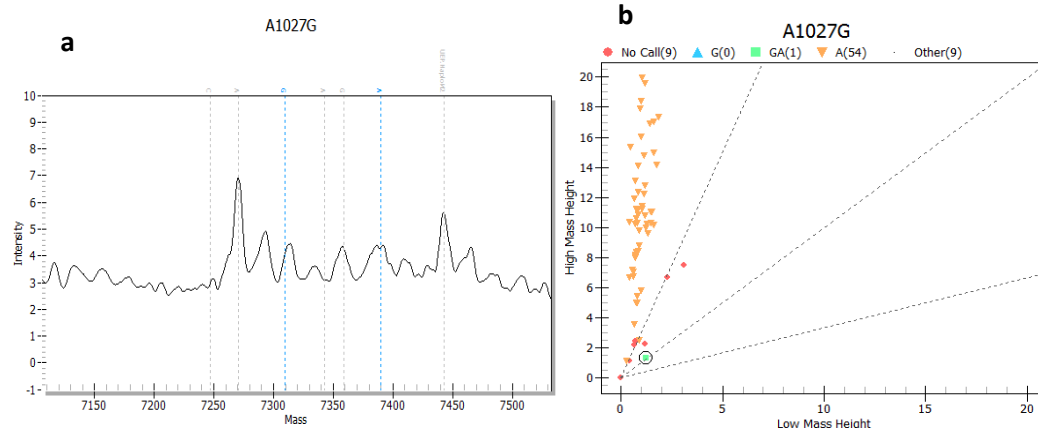 a
A1027G
C
A
G
A
G
A
Intensity
10
9
8
7
6
5
4
3
2
1
0
-1
7150
7200
7250
7300
7350
7400
7450
7500
Mass
b
A1027G
No Call(9)
G(0)
GA(1)
A(54)
Other(9)
High Mass Height
20
18
16
14
12
10
8
6
4
2
0
0
5
10
15
20
Low Mass Height